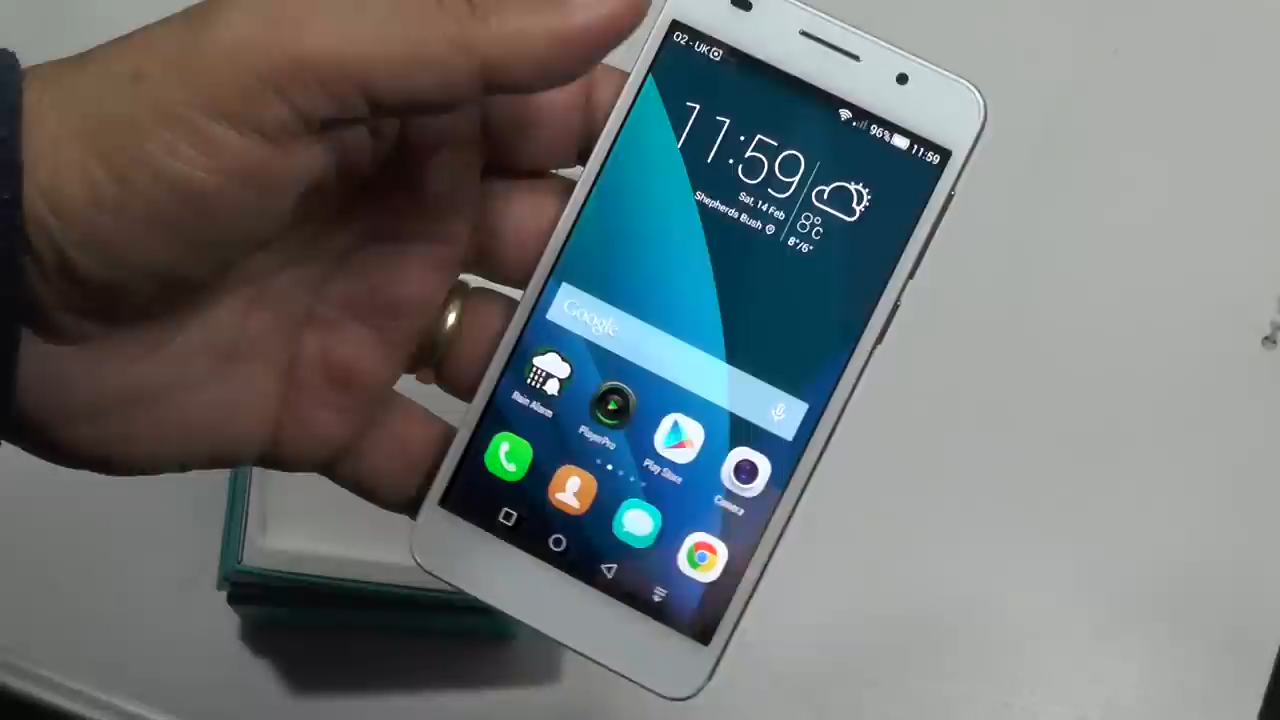 O2 - UK
96% 11:59
11:59
Sat, 14 Feb
Shepherds Bush
8°C
8°/6°
Google
Rain Alarm
PlayerPro
Play Store
Camera